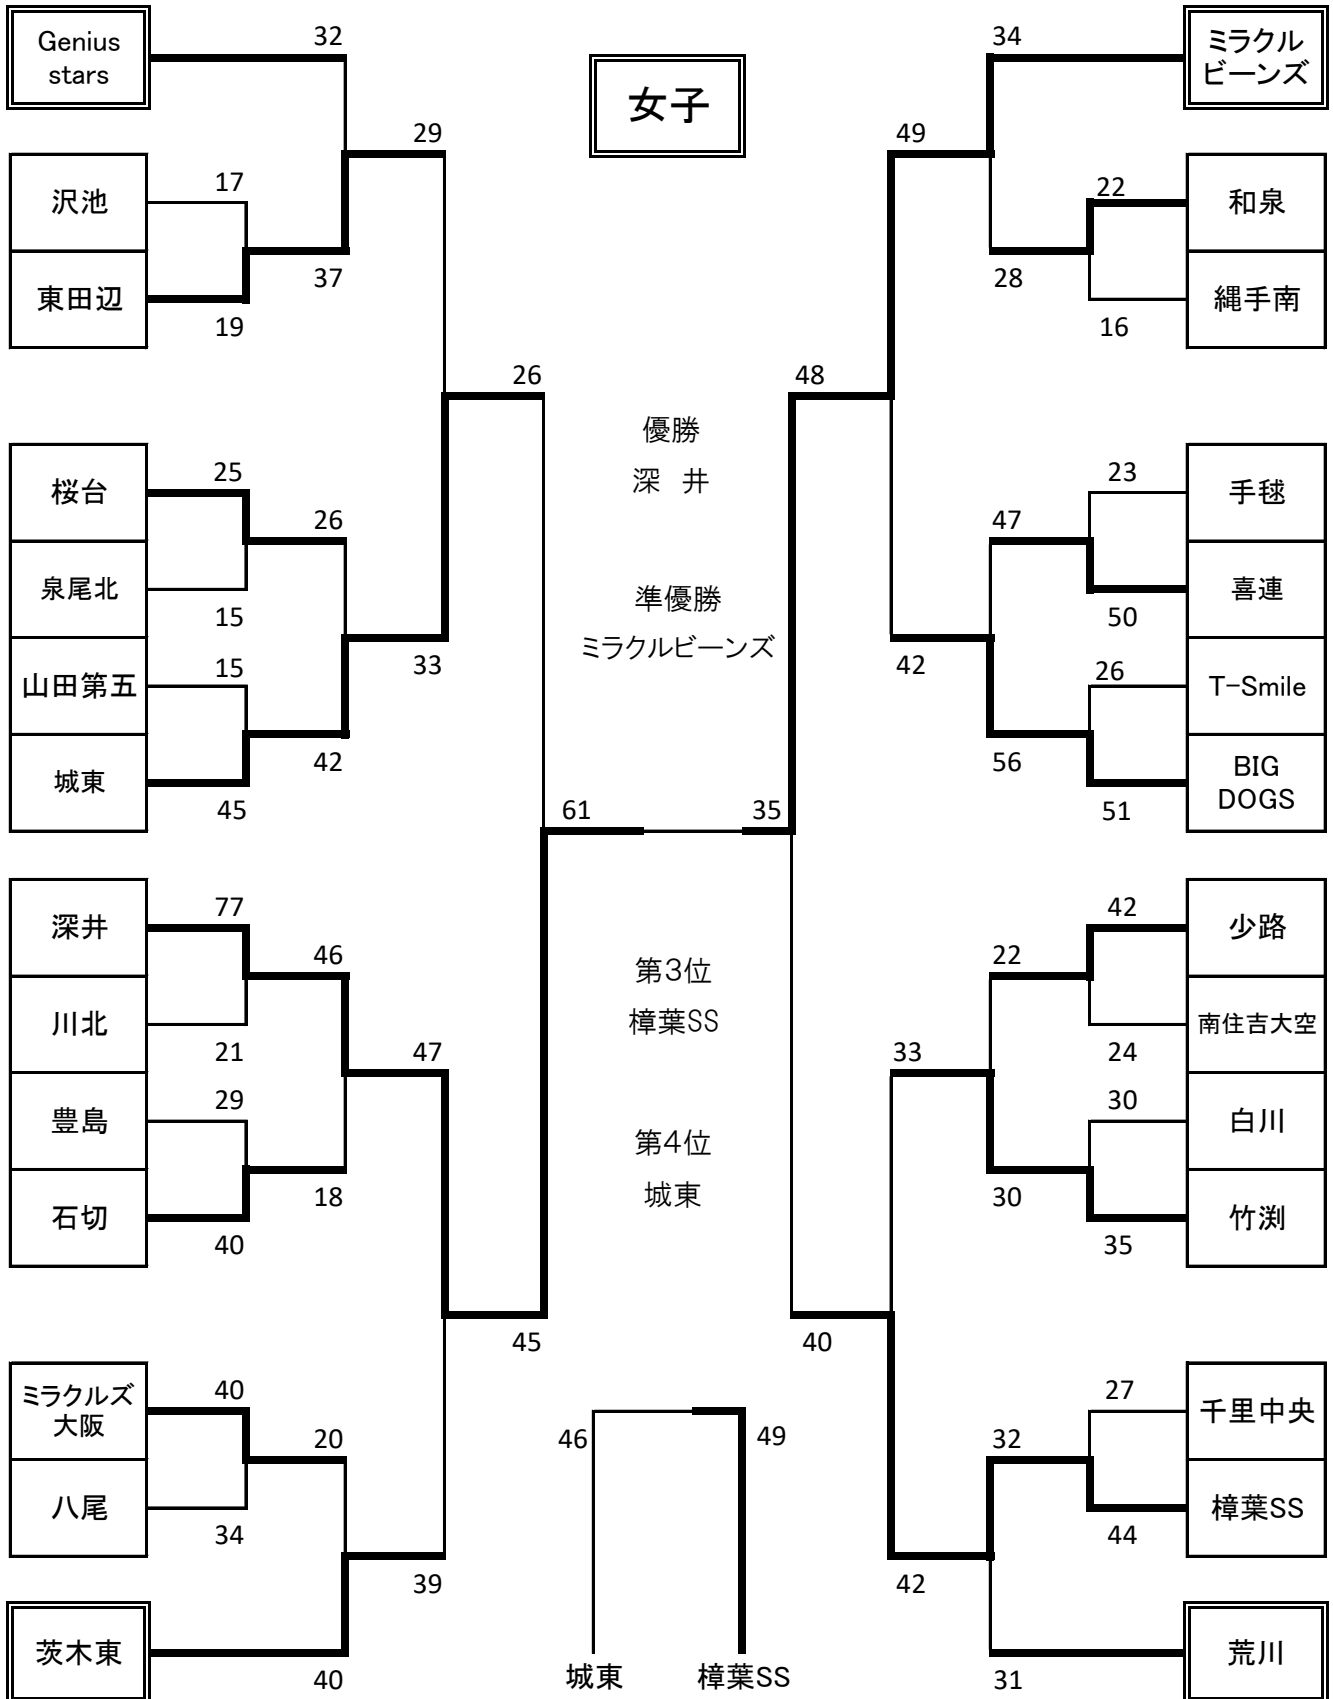 Genius
stars
32
沢池
17
東田辺
19
37
29
桜台
25
泉尾北
15
26
山田第五
15
城東
45
42
33
26
深井
77
川北
21
46
豊島
29
石切
40
18
47
ミラクルズ
大阪
40
八尾
34
20
茨木東
40
39
45
61
女子
優勝
深 井
準優勝
ミラクルビーンズ
第3位
樟葉SS
第4位
城東
46
49
城東
樟葉SS
34
ミラクル
ビーンズ
22
和泉
16
縄手南
28
49
23
手毬
50
喜連
47
26
T-Smile
51
BIG
DOGS
56
42
48
35
42
少路
24
南住吉大空
22
30
白川
35
竹渕
30
33
27
千里中央
44
樟葉SS
32
31
荒川
42
40